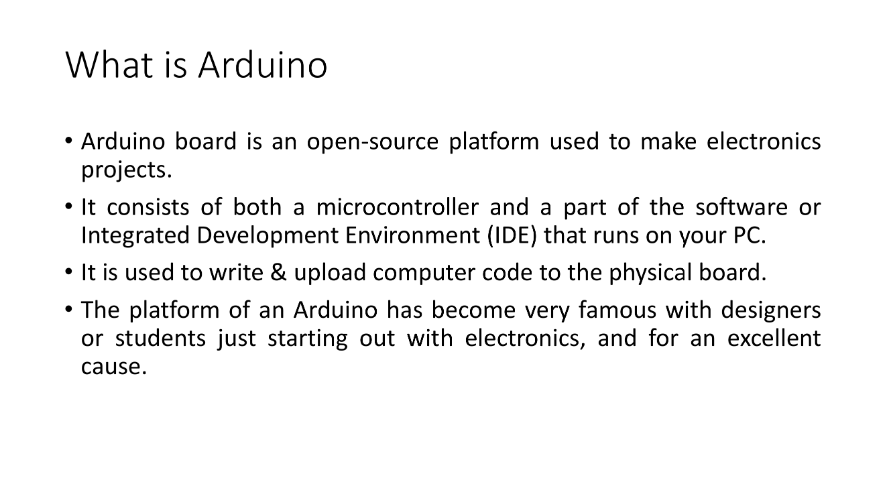 What is Arduino
• Arduino board is an open-source platform used to make electronics
projects.
• It consists of both a microcontroller and a part of the software or
Integrated Development Environment (IDE) that runs on your PC.
• It is used to write & upload computer code to the physical board.
• The platform of an Arduino has become very famous with designers
or students just starting out with electronics, and for an excellent
cause.